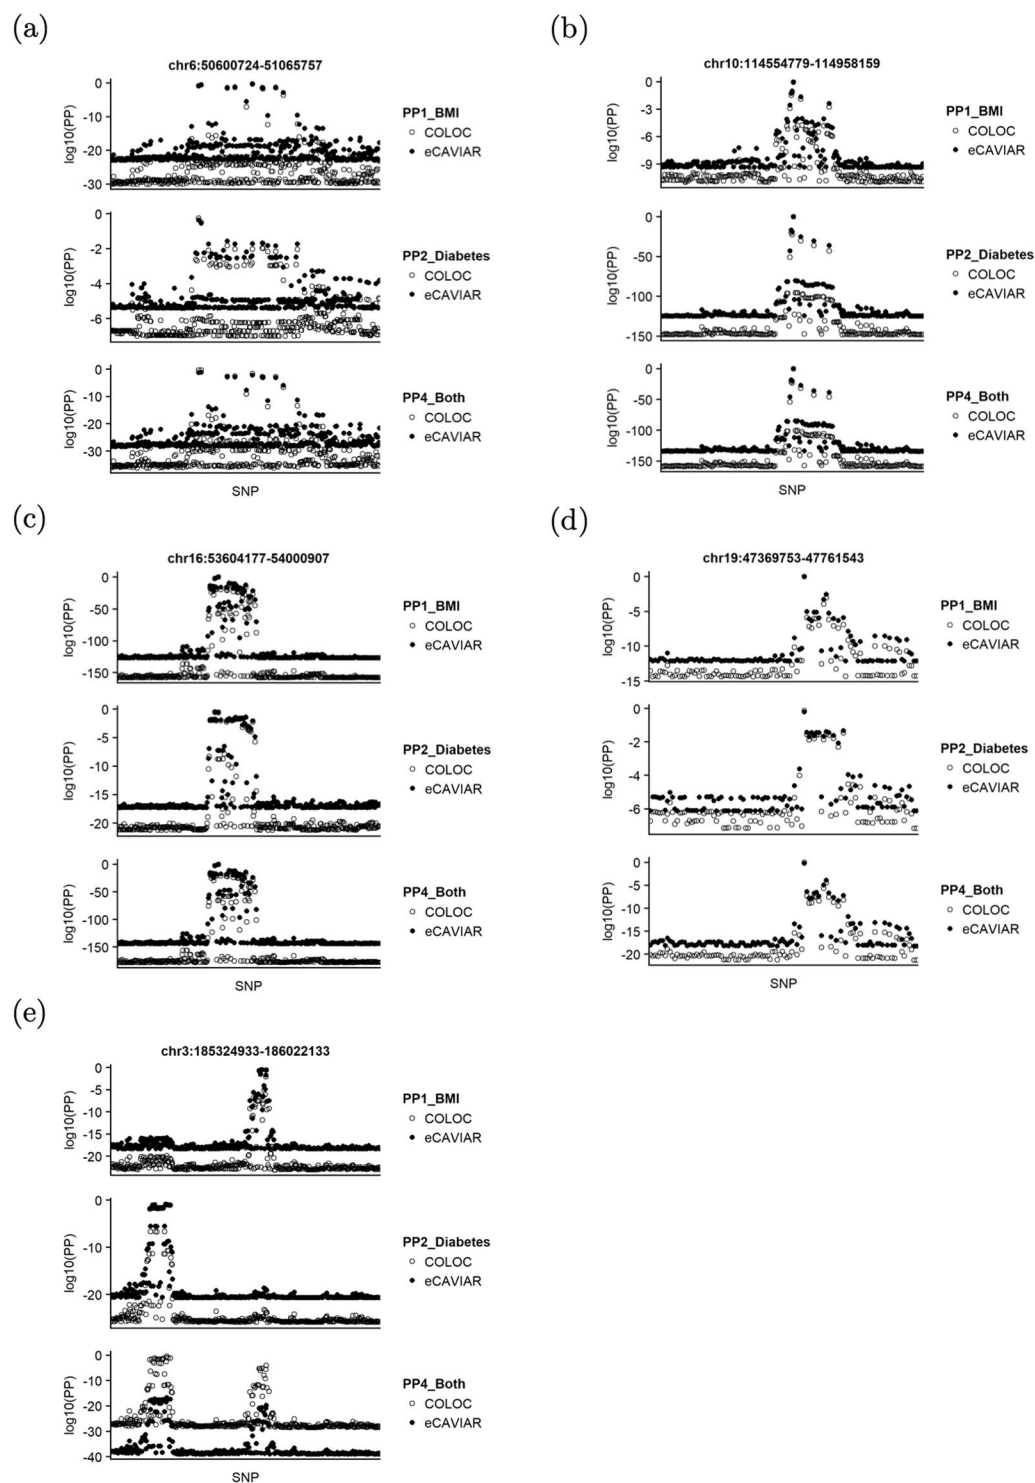 (a)
chr6:50600724-51065757
log10(PP)
0
-10
-20
-30
PP1_BMI
COLOC
eCAVIAR
log10(PP)
0
-2
-4
-6
PP2_Diabetes
COLOC
eCAVIAR
log10(PP)
0
-10
-20
-30
PP4_Both
COLOC
eCAVIAR
SNP
(b)
chr10:114554779-114958159
log10(PP)
0
-3
-6
-9
PP1_BMI
COLOC
eCAVIAR
log10(PP)
0
-50
-100
-150
PP2_Diabetes
COLOC
eCAVIAR
log10(PP)
0
-50
-100
-150
PP4_Both
COLOC
eCAVIAR
SNP
(c)
chr16:53604177-54000907
log10(PP)
0
-50
-100
-150
PP1_BMI
COLOC
eCAVIAR
log10(PP)
0
-5
-10
-15
-20
PP2_Diabetes
COLOC
eCAVIAR
log10(PP)
0
-50
-100
-150
PP4_Both
COLOC
eCAVIAR
SNP
(d)
chr19:47369753-47761543
log10(PP)
0
-5
-10
-15
PP1_BMI
COLOC
eCAVIAR
log10(PP)
0
-2
-4
-6
PP2_Diabetes
COLOC
eCAVIAR
log10(PP)
0
-5
-10
-15
-20
PP4_Both
COLOC
eCAVIAR
SNP
(e)
chr3:185324933-186022133
log10(PP)
0
-5
-10
-15
-20
PP1_BMI
COLOC
eCAVIAR
log10(PP)
0
-10
-20
PP2_Diabetes
COLOC
eCAVIAR
log10(PP)
0
-10
-20
-30
-40
PP4_Both
COLOC
eCAVIAR
SNP